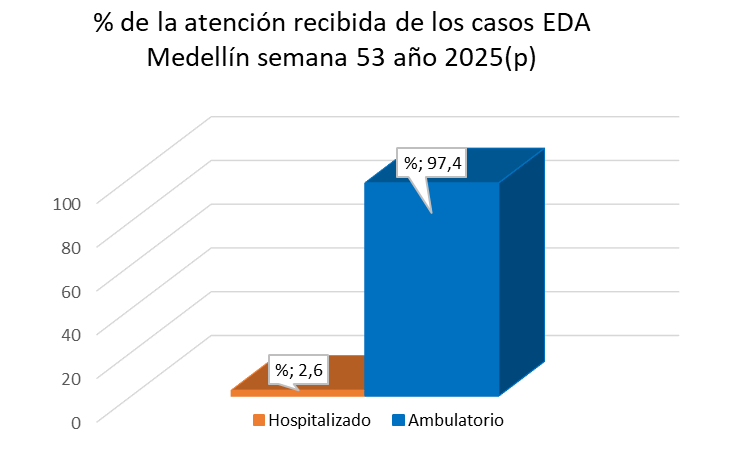 % de la atención recibida de los casos EDA
Medellín semana 53 año 2025(p)
%; 97,4
100
80
60
40
%; 2,6
20
0
Hospitalizado
Ambulatorio